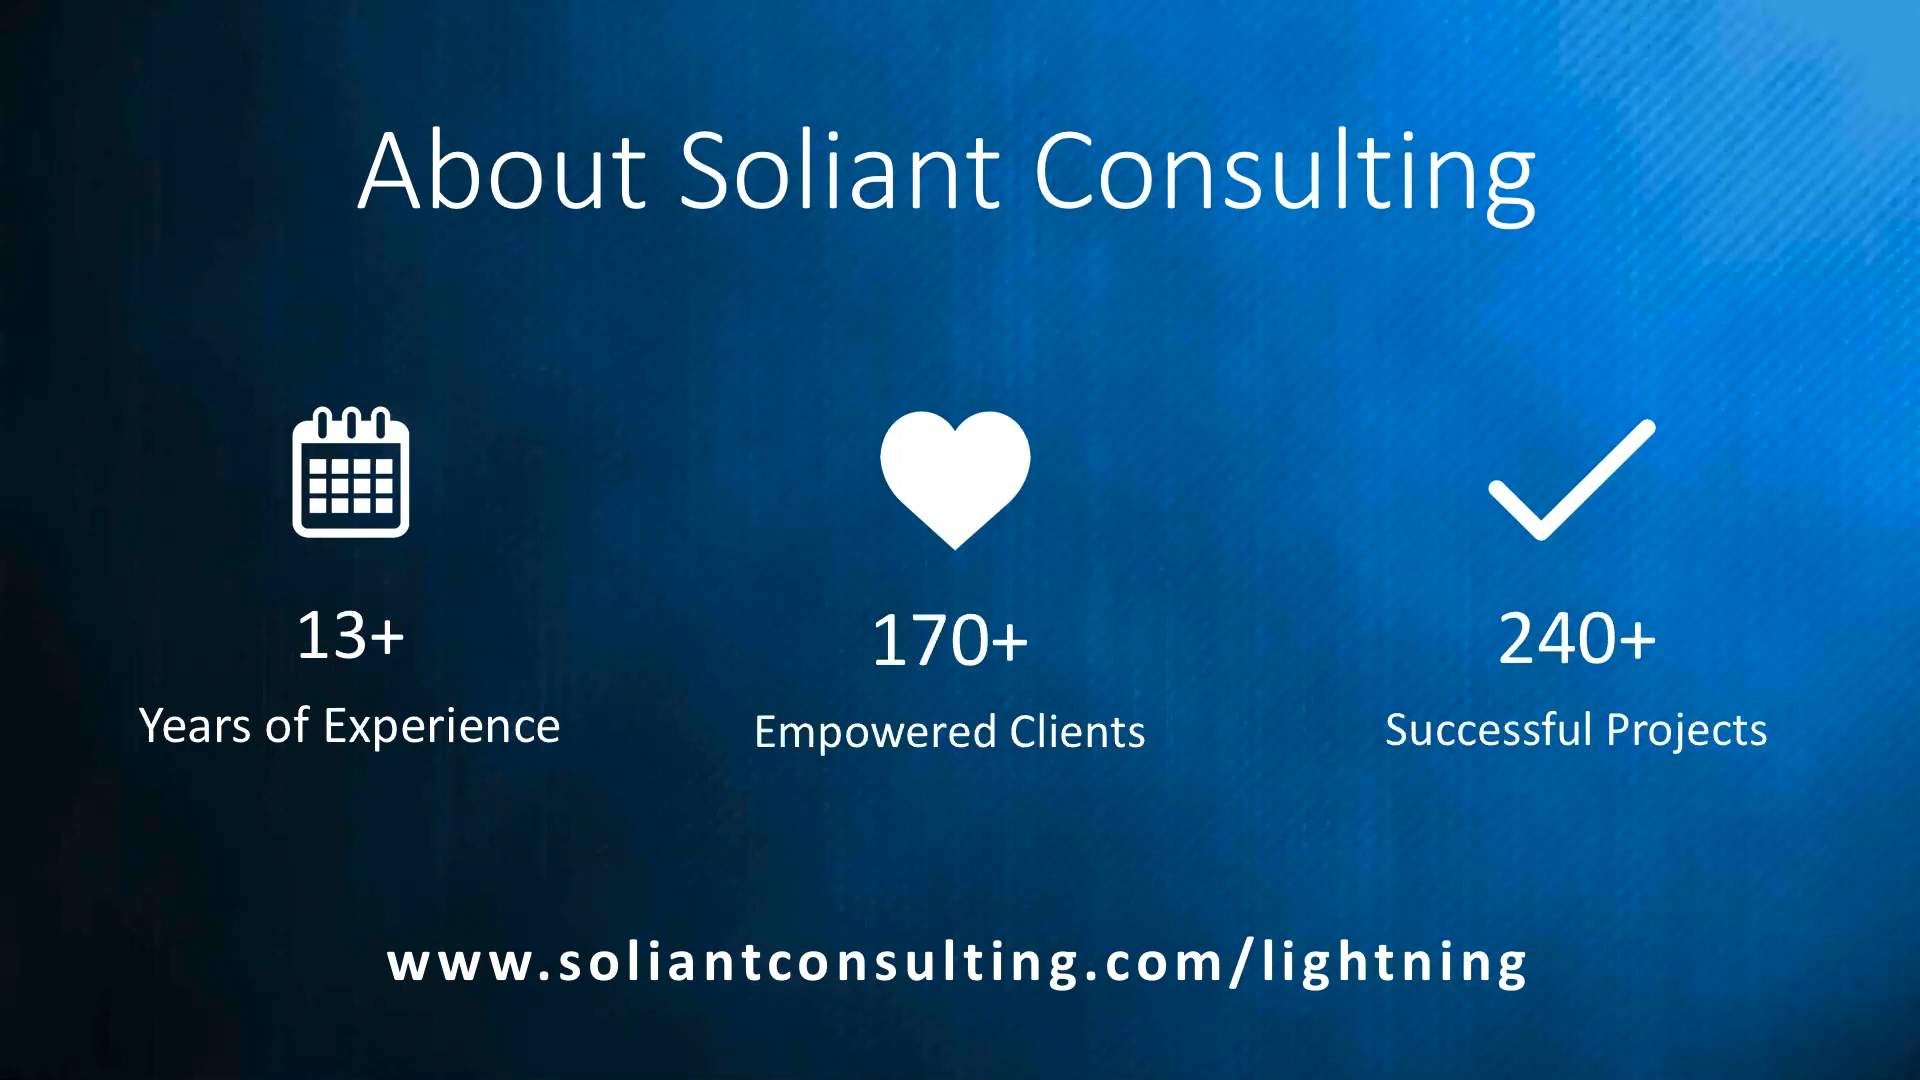 About Soliant Consulting
13+
Years of Experience
170+
Empowered Clients
240+
Successful Projects
www.soliantconsulting.com/lightning